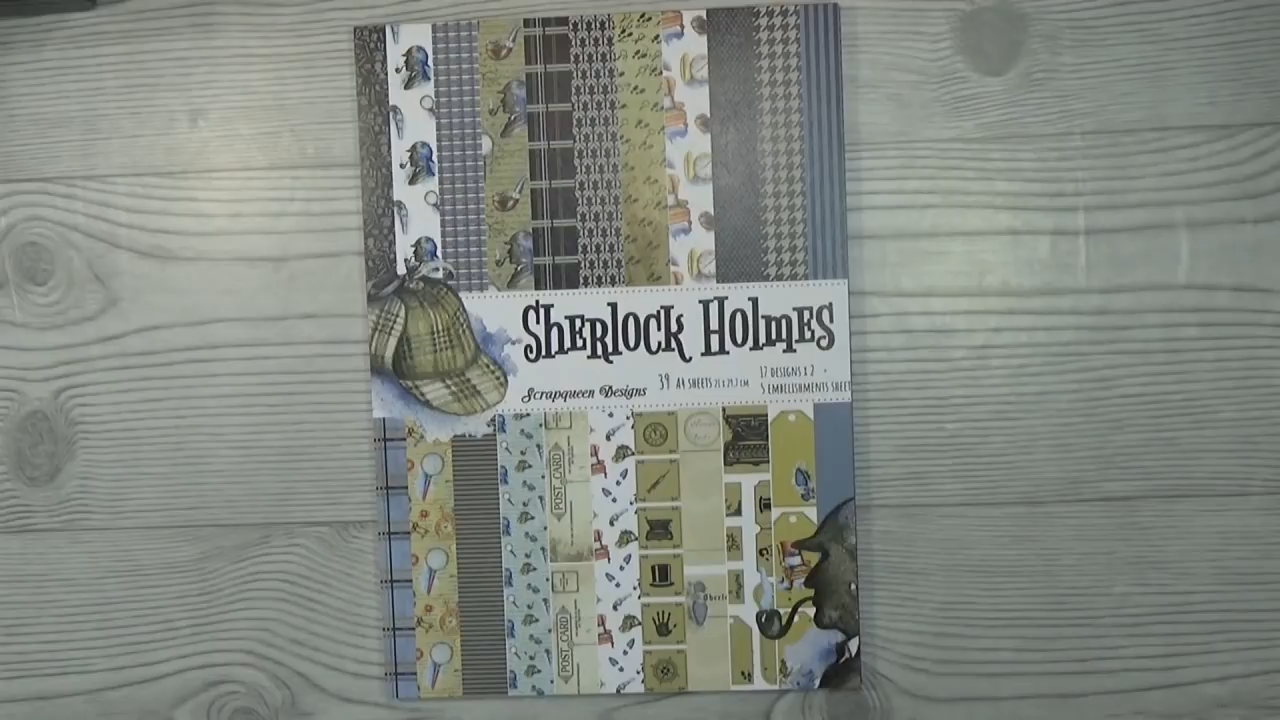 Sherlock Holmes
39 A4 SHEETS 21 X 29.7 CM
17 DESIGNS X 2
5 EMBELISHMENTS SHEET
Scrapqueen Designs
POST CARD
POST CARD